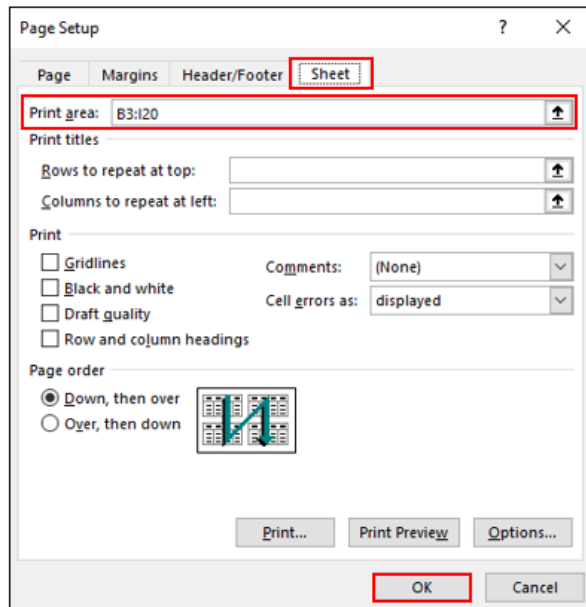 Page Setup ? ×
Page Margins Header/Footer Sheet
Print area: B3:I20
Print titles
Rows to repeat at top:
Columns to repeat at left:
Print
Gridlines Comments: (None)
Black and white Cell errors as: displayed
Draft quality
Row and column headings
Page order
Down, then over
Over, then down
Print... Print Preview Options...
OK Cancel